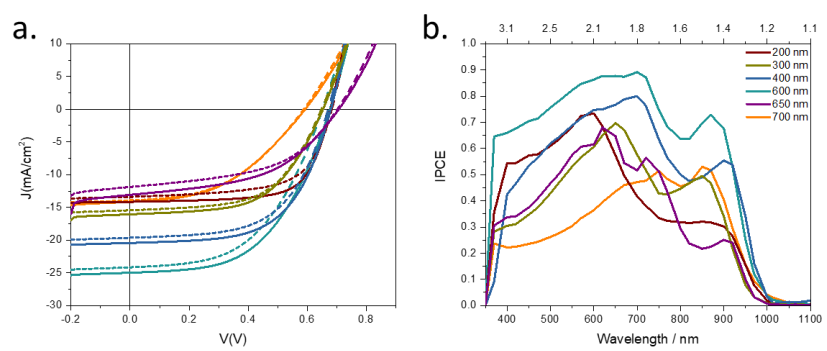 a.
10
5
0
-5
-10
-15
-20
-25
-30
J(mA/cm²)
-0.2 0.0 0.2 0.4 0.6 0.8
V(V)
b.
3.1 2.5 2.1 1.8 1.6 1.4 1.2 1.1
1.0
0.9
0.8
0.7
0.6
0.5
0.4
0.3
0.2
0.1
0.0
IPCE
200 nm
300 nm
400 nm
600 nm
650 nm
700 nm
400 500 600 700 800 900 1000 1100
Wavelength / nm